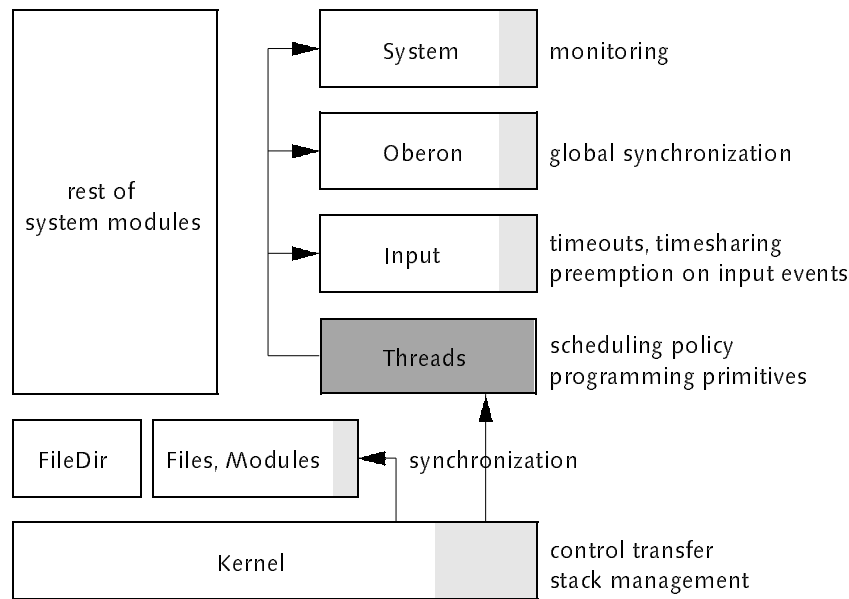 System
monitoring
Oberon
global synchronization
rest of
system modules
Input
timeouts, timesharing
preemption on input events
Threads
scheduling policy
programming primitives
FileDir
Files, Modules
synchronization
Kernel
control transfer
stack management